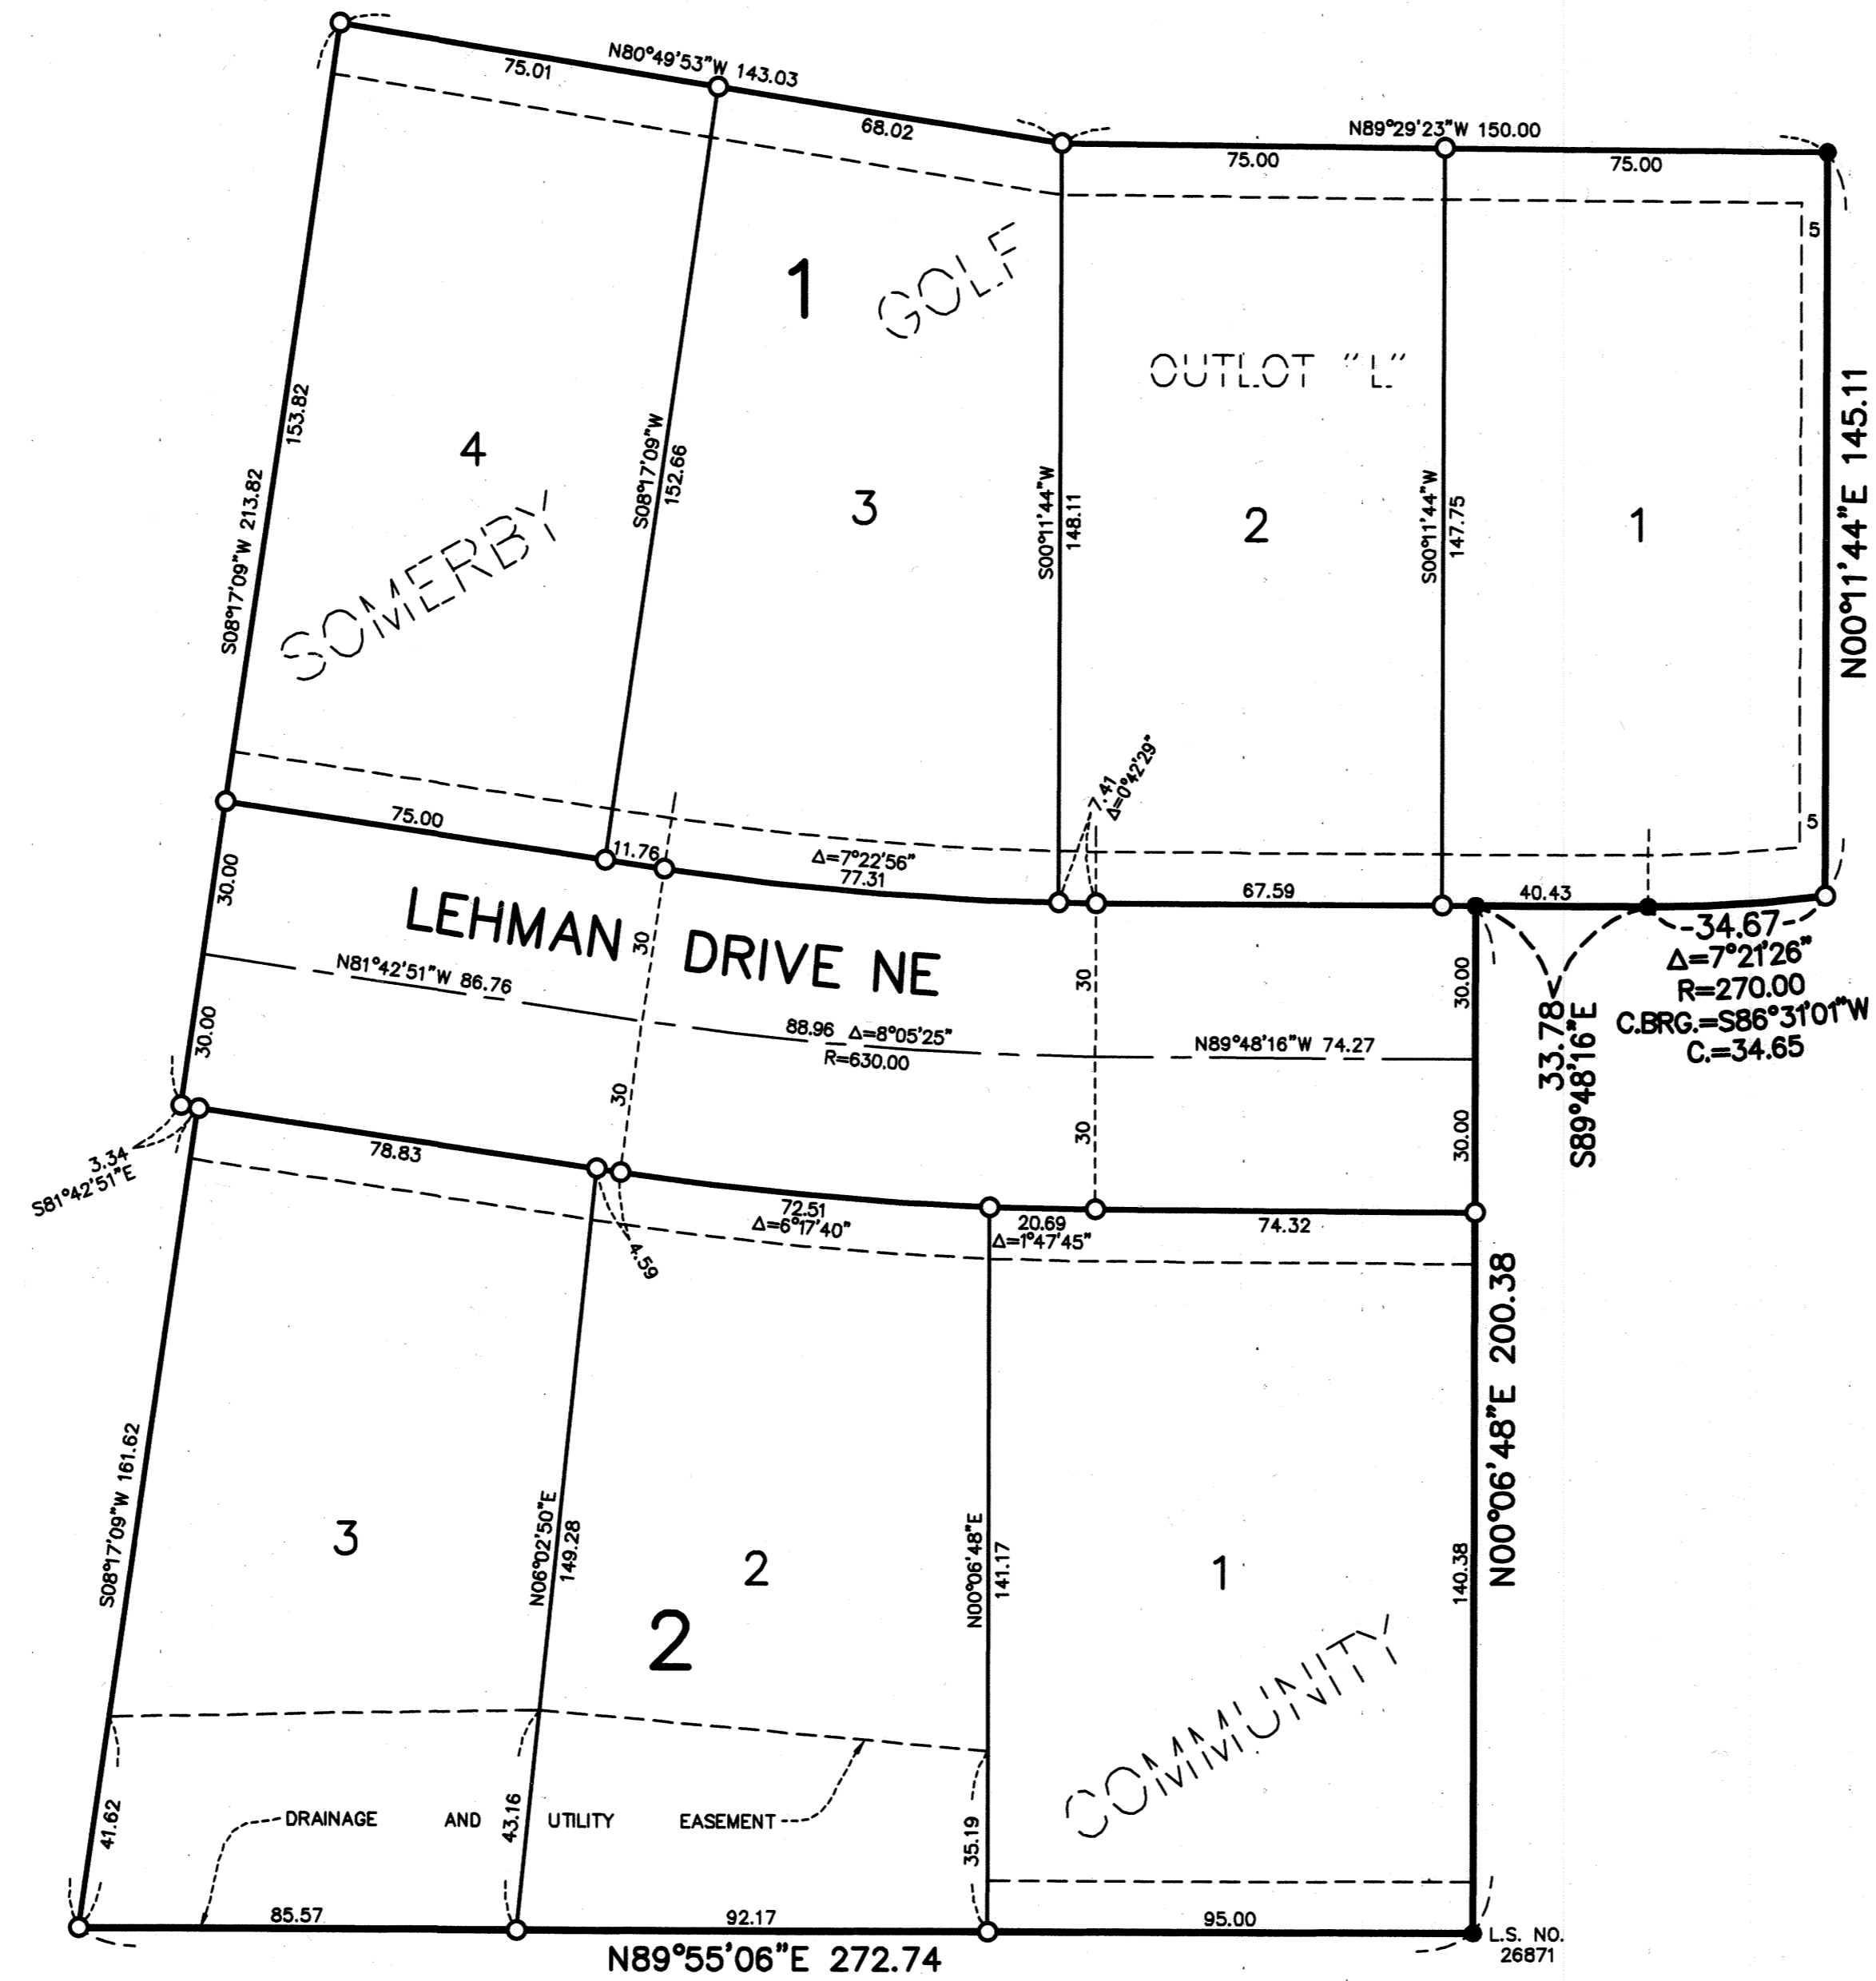 N80°49'53"W 143.03
75.01
68.02
N89°29'23"W 150.00
75.00
75.00
5
1
GOLF
OUTLOT "L"
N00°11'44"E 145.11
153.82
S08°17'09"W 213.82
4
S08°17'09"W
152.66
3
S00°11'44"W
148.11
2
S00°11'44"W
147.75
1
SOMERBY
7.41
Δ=0°42'29"
5
75.00
11.76
Δ=7°22'56"
77.31
67.59
40.43
34.67
Δ=7°21'26"
R=270.00
C.BRG.=S86°31'01"W
C.=34.65
33.78
S89°48'16"E
30.00
LEHMAN DRIVE NE
30
30
30.00
N81°42'51"W 86.76
88.96 Δ=8°05'25"
R=630.00
N89°48'16"W 74.27
30.00
30
30
30.00
3.34
S81°42'51"E
78.83
4.59
72.51
Δ=6°17'40"
20.69
Δ=1°47'45"
74.32
N00°06'48"E 200.38
S08°17'09"W 161.62
3
N06°02'50"E
149.28
2
2
N00°06'48"E
141.17
1
140.38
COMMUNITY
41.62
DRAINAGE AND UTILITY EASEMENT
43.16
35.19
85.57
92.17
95.00
N89°55'06"E 272.74
L.S. NO.
26871